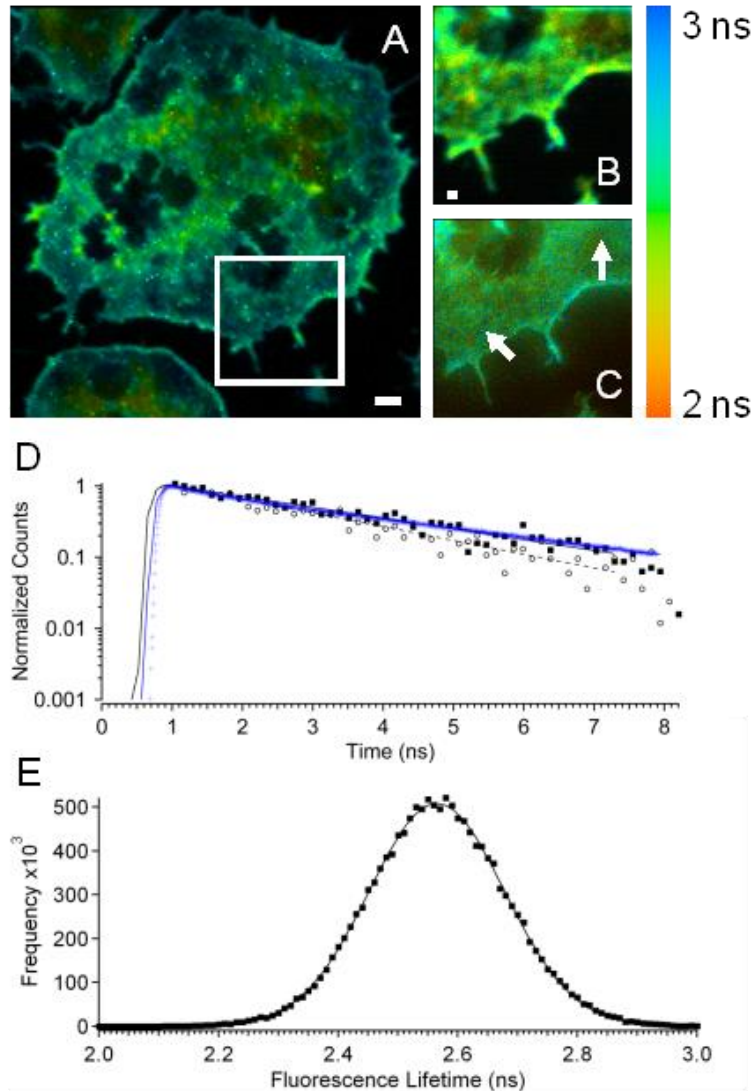 A
B
C
3 ns
2 ns
D
Normalized Counts
1
0.1
0.01
0.001
0 1 2 3 4 5 6 7 8
Time (ns)
E
Frequency x10³
500
400
300
200
100
0
2.0 2.2 2.4 2.6 2.8 3.0
Fluorescence Lifetime (ns)